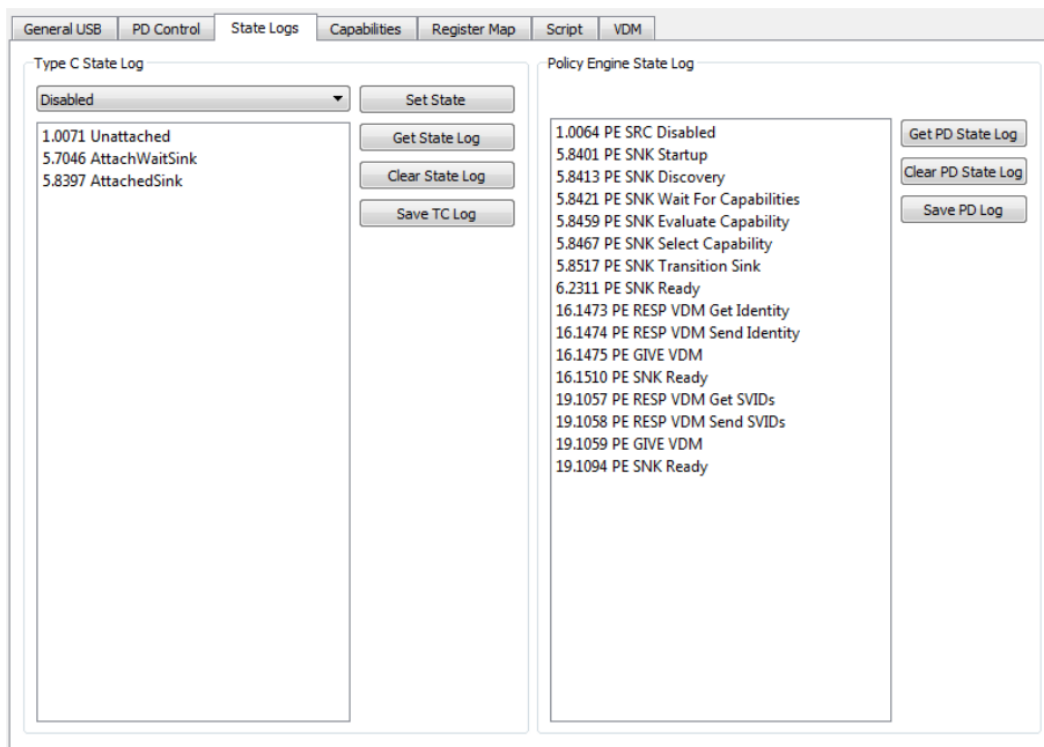 General USB
PD Control
State Logs
Capabilities
Register Map
Script
VDM
Type C State Log
Disabled
Set State
1.0071 Unattached
5.7046 AttachWaitSink
5.8397 AttachedSink
Get State Log
Clear State Log
Save TC Log
Policy Engine State Log
1.0064 PE SRC Disabled
5.8401 PE SNK Startup
5.8413 PE SNK Discovery
5.8421 PE SNK Wait For Capabilities
5.8459 PE SNK Evaluate Capability
5.8467 PE SNK Select Capability
5.8517 PE SNK Transition Sink
6.2311 PE SNK Ready
16.1473 PE RESP VDM Get Identity
16.1474 PE RESP VDM Send Identity
16.1475 PE GIVE VDM
16.1510 PE SNK Ready
19.1057 PE RESP VDM Get SVIDs
19.1058 PE RESP VDM Send SVIDs
19.1059 PE GIVE VDM
19.1094 PE SNK Ready
Get PD State Log
Clear PD State Log
Save PD Log